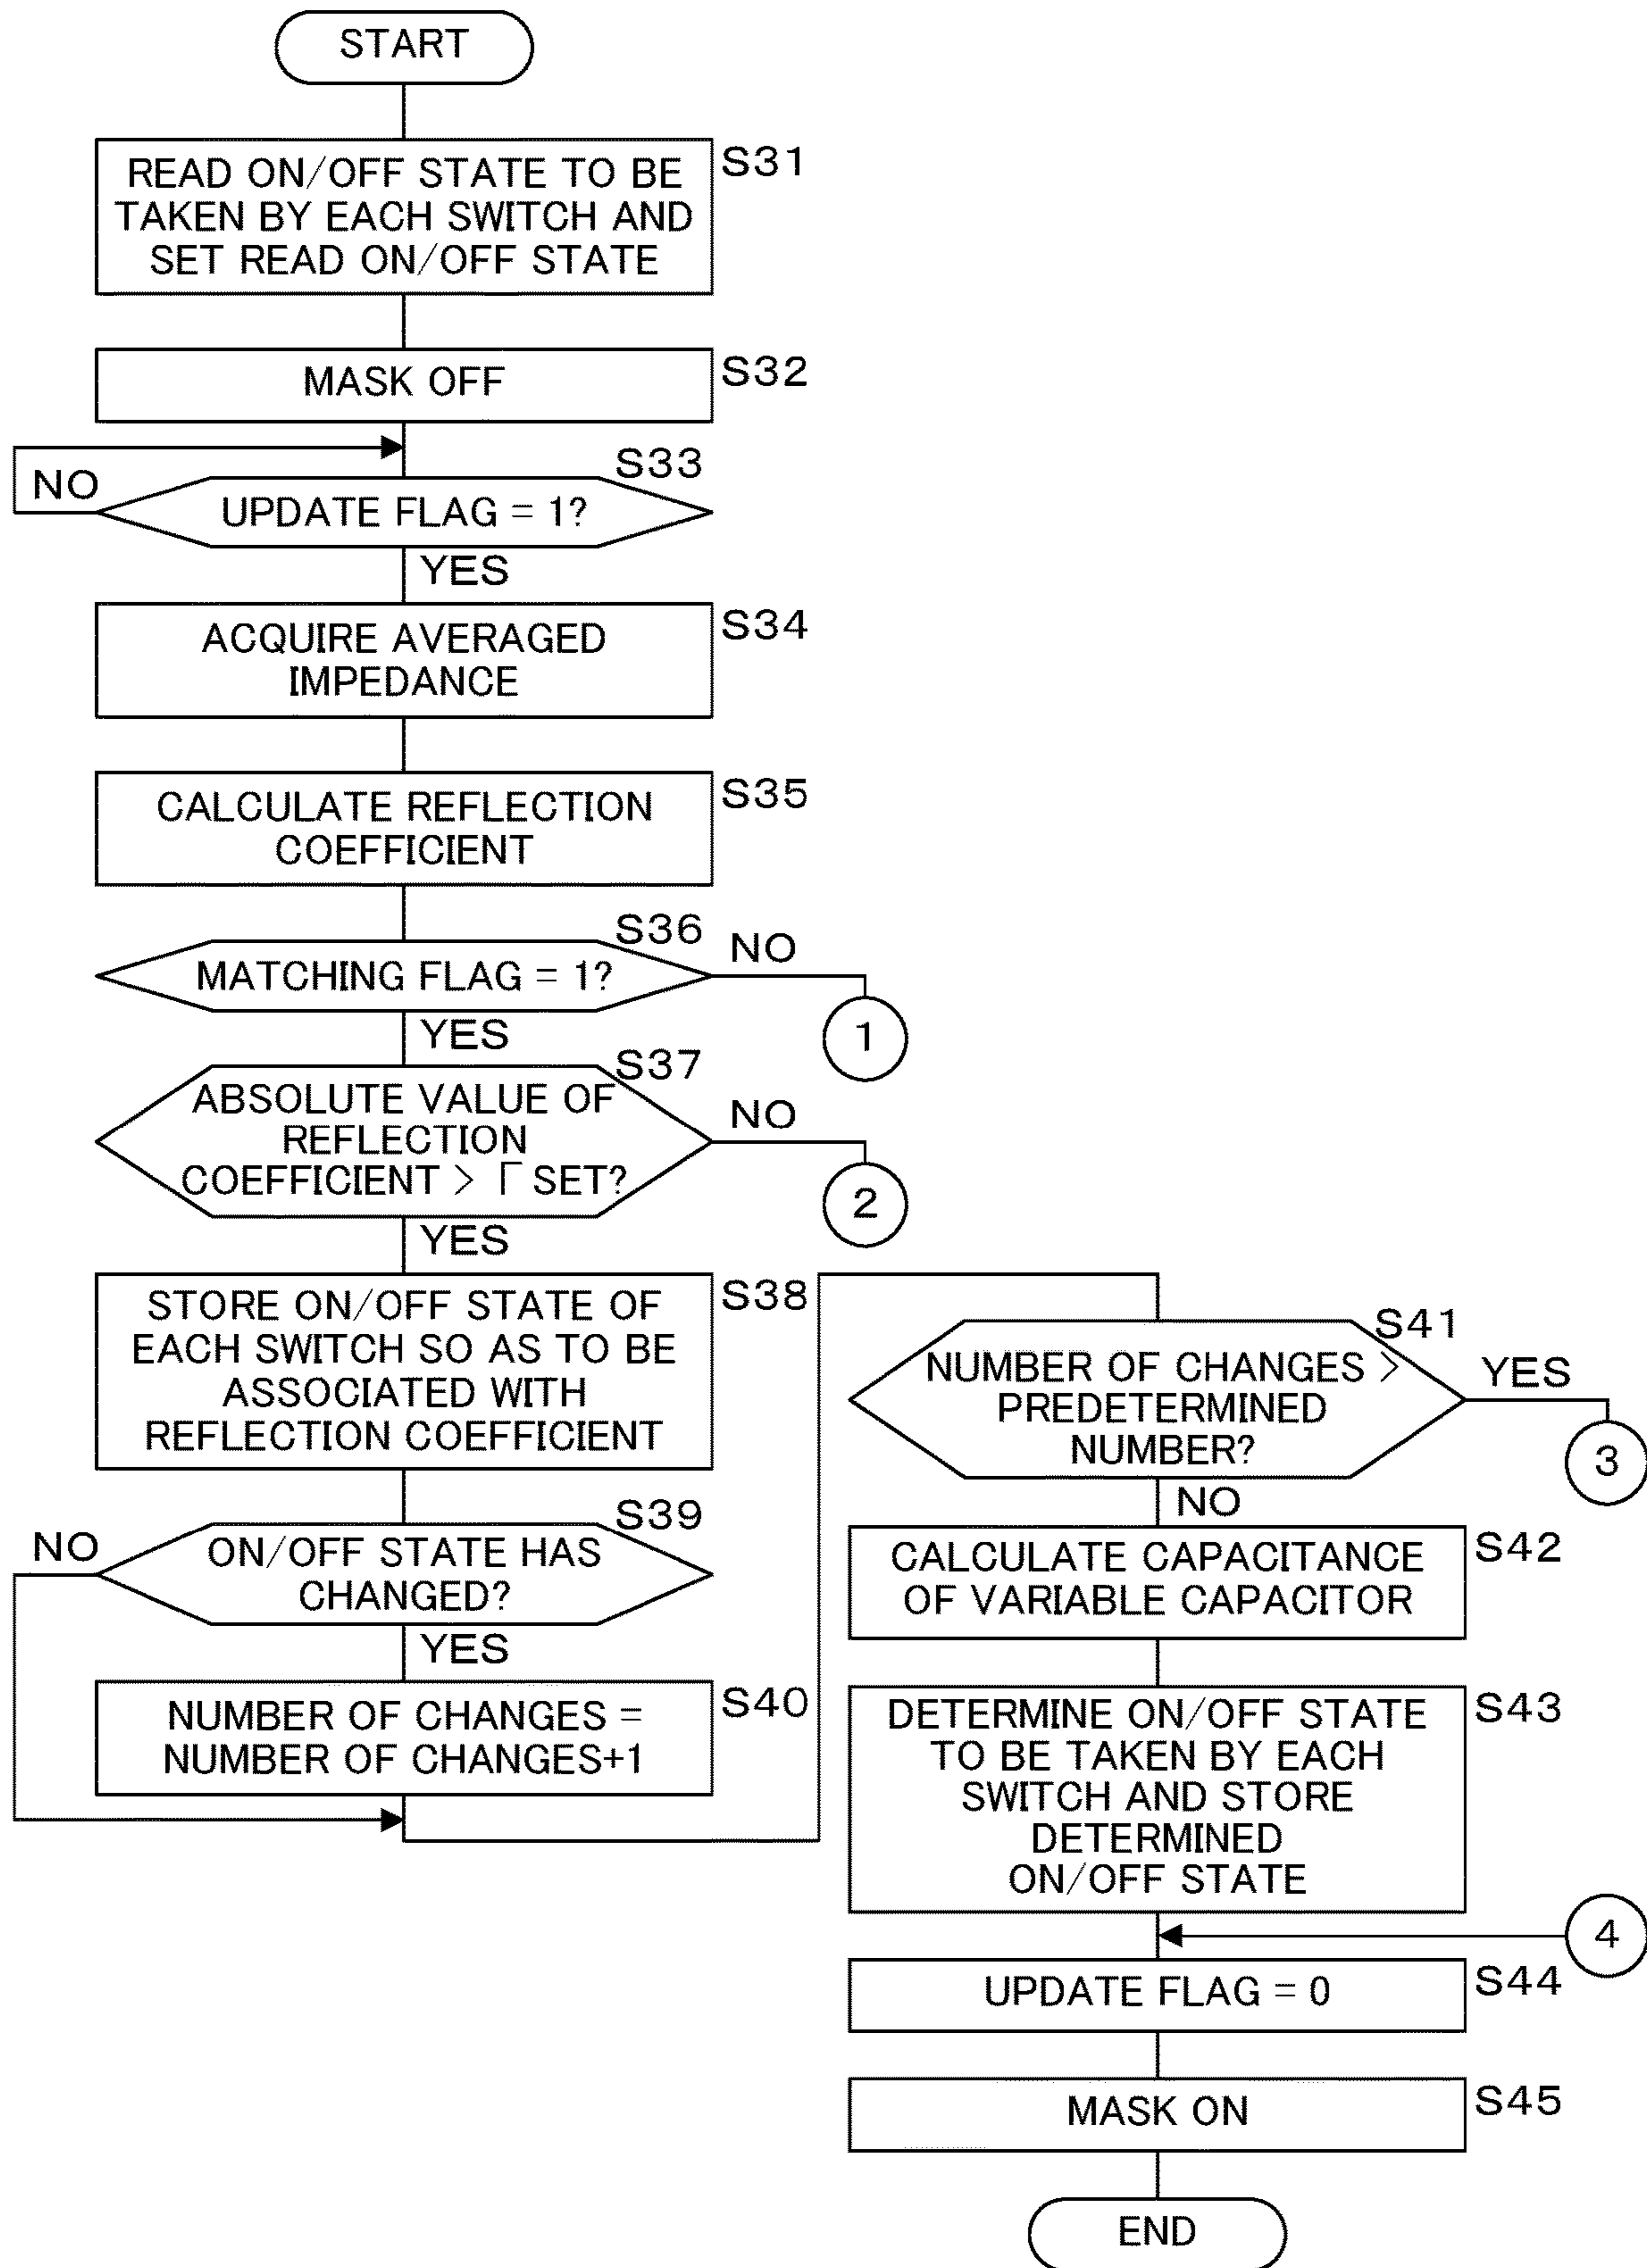 START
READ ON/OFF STATE TO BE
TAKEN BY EACH SWITCH AND
SET READ ON/OFF STATE
S31
MASK OFF
S32
S33
NO
UPDATE FLAG = 1?
YES
ACQUIRE AVERAGED
IMPEDANCE
S34
CALCULATE REFLECTION
COEFFICIENT
S35
S36
NO
MATCHING FLAG = 1?
1
YES
S37
ABSOLUTE VALUE OF
REFLECTION
COEFFICIENT > Γ SET?
NO
2
YES
STORE ON/OFF STATE OF
EACH SWITCH SO AS TO BE
ASSOCIATED WITH
REFLECTION COEFFICIENT
S38
S39
NO
ON/OFF STATE HAS
CHANGED?
YES
NUMBER OF CHANGES =
NUMBER OF CHANGES+1
S40
S41
NUMBER OF CHANGES >
PREDETERMINED
NUMBER?
YES
3
NO
CALCULATE CAPACITANCE
OF VARIABLE CAPACITOR
S42
DETERMINE ON/OFF STATE
TO BE TAKEN BY EACH
SWITCH AND STORE
DETERMINED
ON/OFF STATE
S43
4
UPDATE FLAG = 0
S44
MASK ON
S45
END